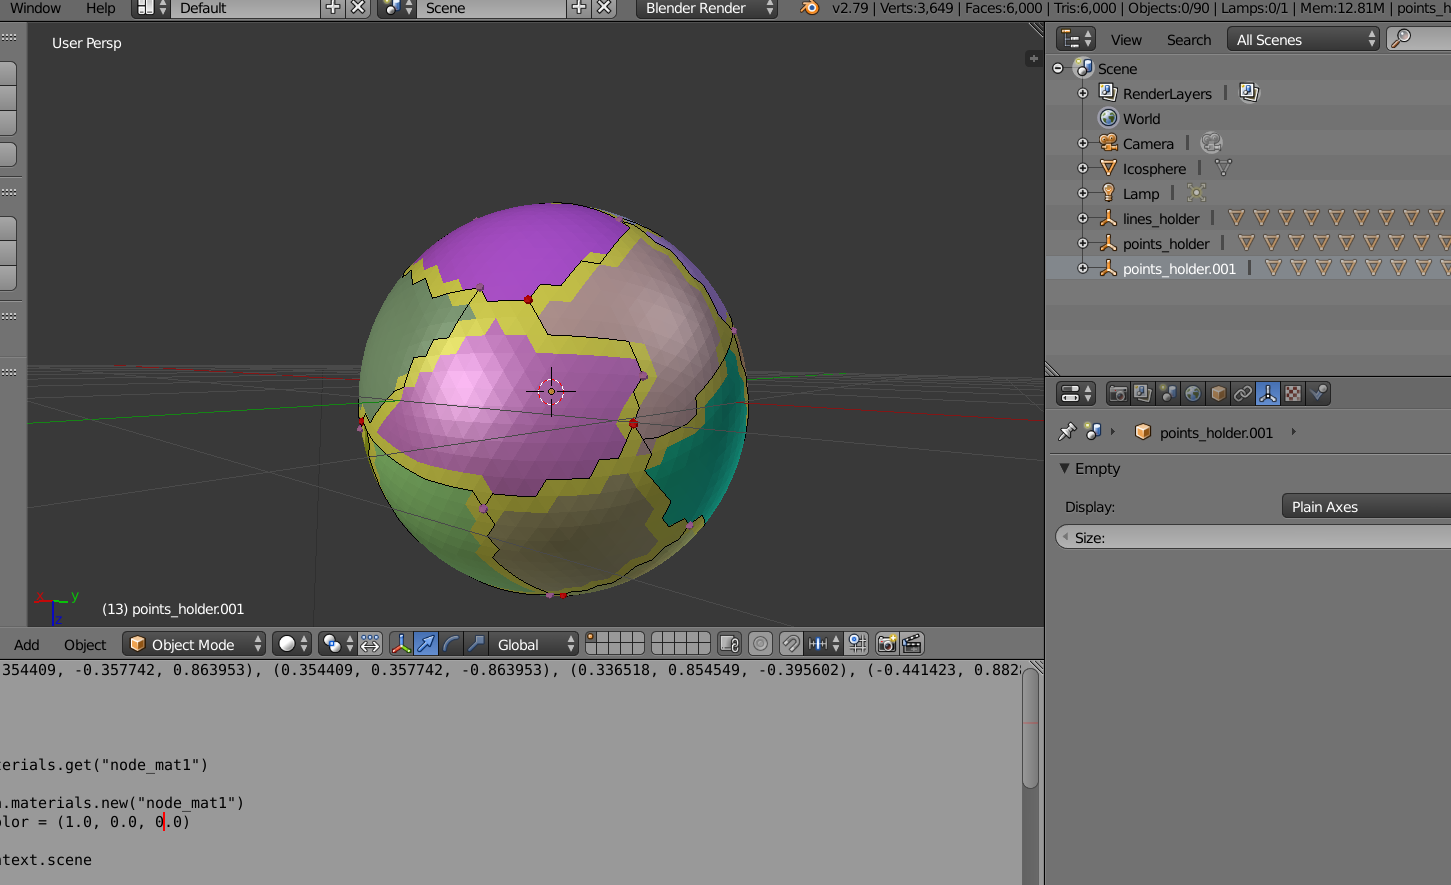 Window Help Default Scene Blender Render v2.79 | Verts:3,649 | Faces:6,000 | Tris:6,000 | Objects:0/90 | Lamps:0/1 | Mem:12.81M | points_h
User Persp
View Search All Scenes
Scene
RenderLayers
World
Camera
Icosphere
Lamp
lines_holder
points_holder
points_holder.001
points_holder.001
Empty
Display: Plain Axes
Size:
x y
z
(13) points_holder.001
Add Object Object Mode Global
354409, -0.357742, 0.863953), (0.354409, 0.357742, -0.863953), (0.336518, 0.854549, -0.395602), (-0.441423, 0.882
terials.get("node_mat1")
a.materials.new("node_mat1")
olor = (1.0, 0.0, 0.0)
ntext.scene